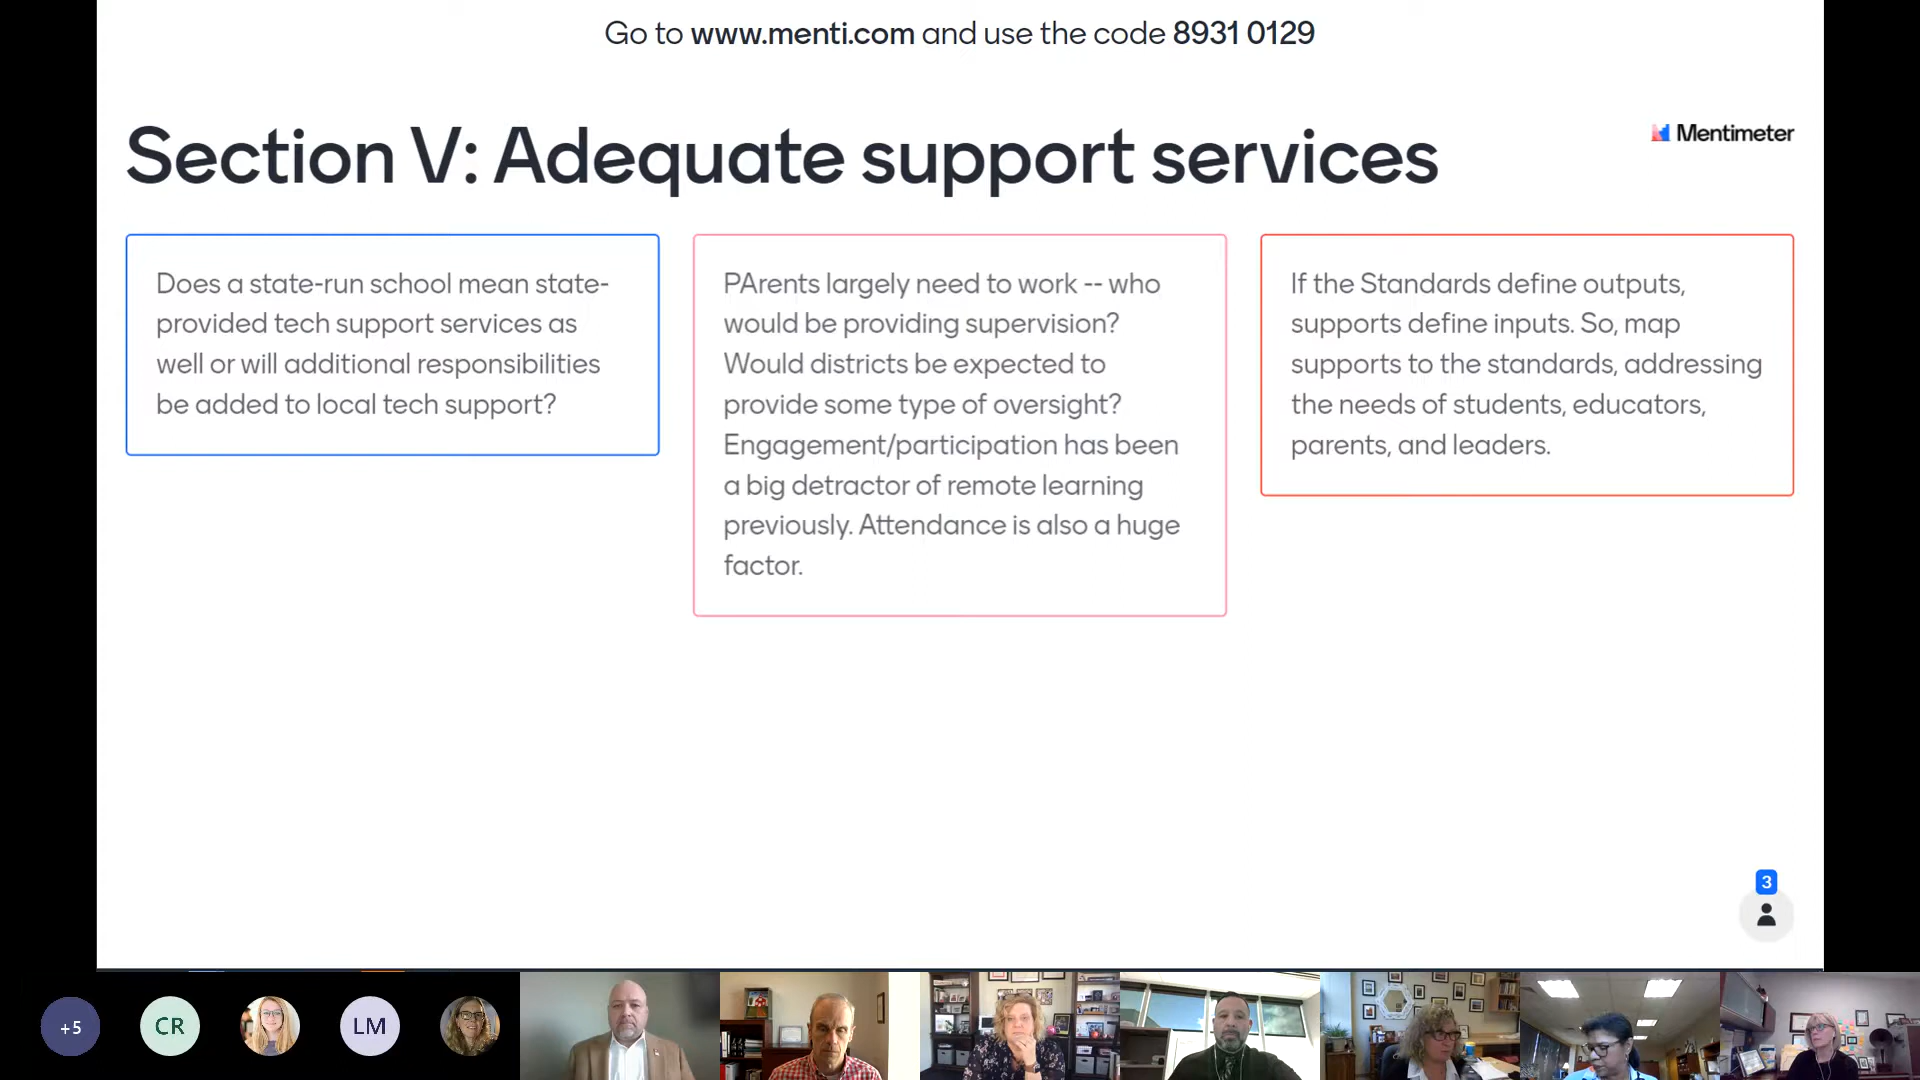 Go to www.menti.com and use the code 8931 0129
Section V: Adequate support services
Mentimeter
Does a state-run school mean state-
provided tech support services as
well or will additional responsibilities
be added to local tech support?
PArents largely need to work -- who
would be providing supervision?
Would districts be expected to
provide some type of oversight?
Engagement/participation has been
a big detractor of remote learning
previously. Attendance is also a huge
factor.
If the Standards define outputs,
supports define inputs. So, map
supports to the standards, addressing
the needs of students, educators,
parents, and leaders.
3
+5
CR
LM